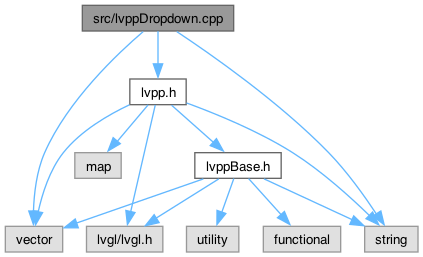 src/lvppDropdown.cpp
lvpp.h
map
lvppBase.h
vector
lvgl/lvgl.h
utility
functional
string